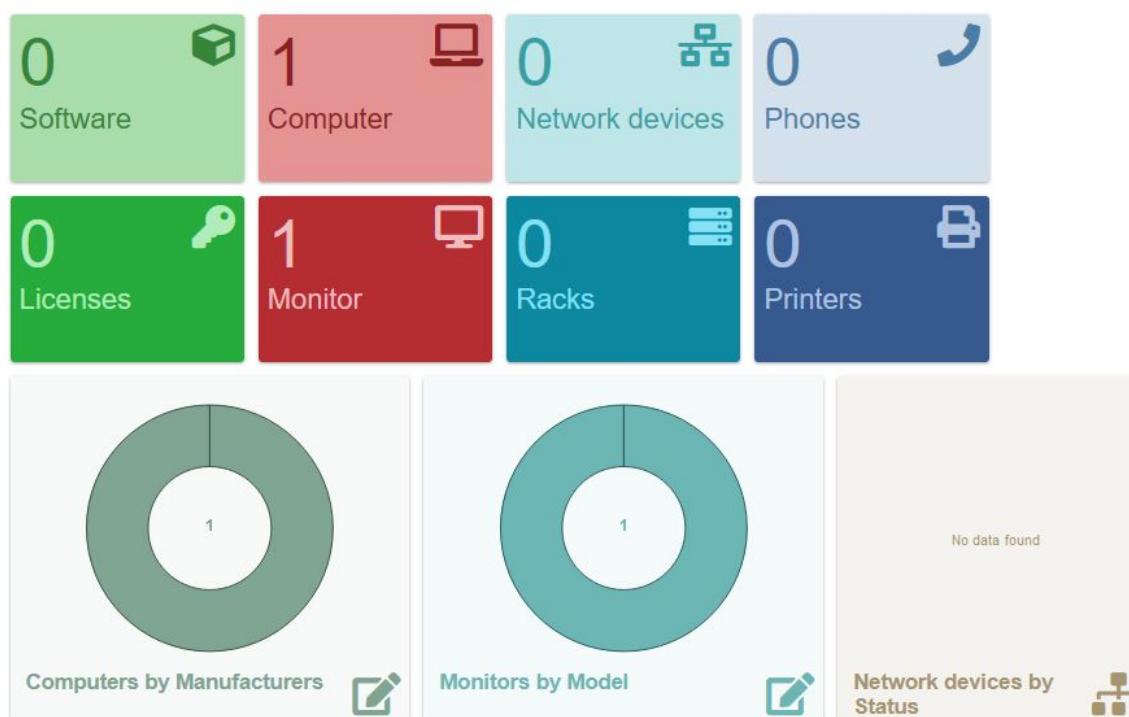 0
Software
1
Computer
0
Network devices
0
Phones
0
Licenses
1
Monitor
0
Racks
0
Printers
1
Computers by Manufacturers
1
Monitors by Model
No data found
Network devices by
Status